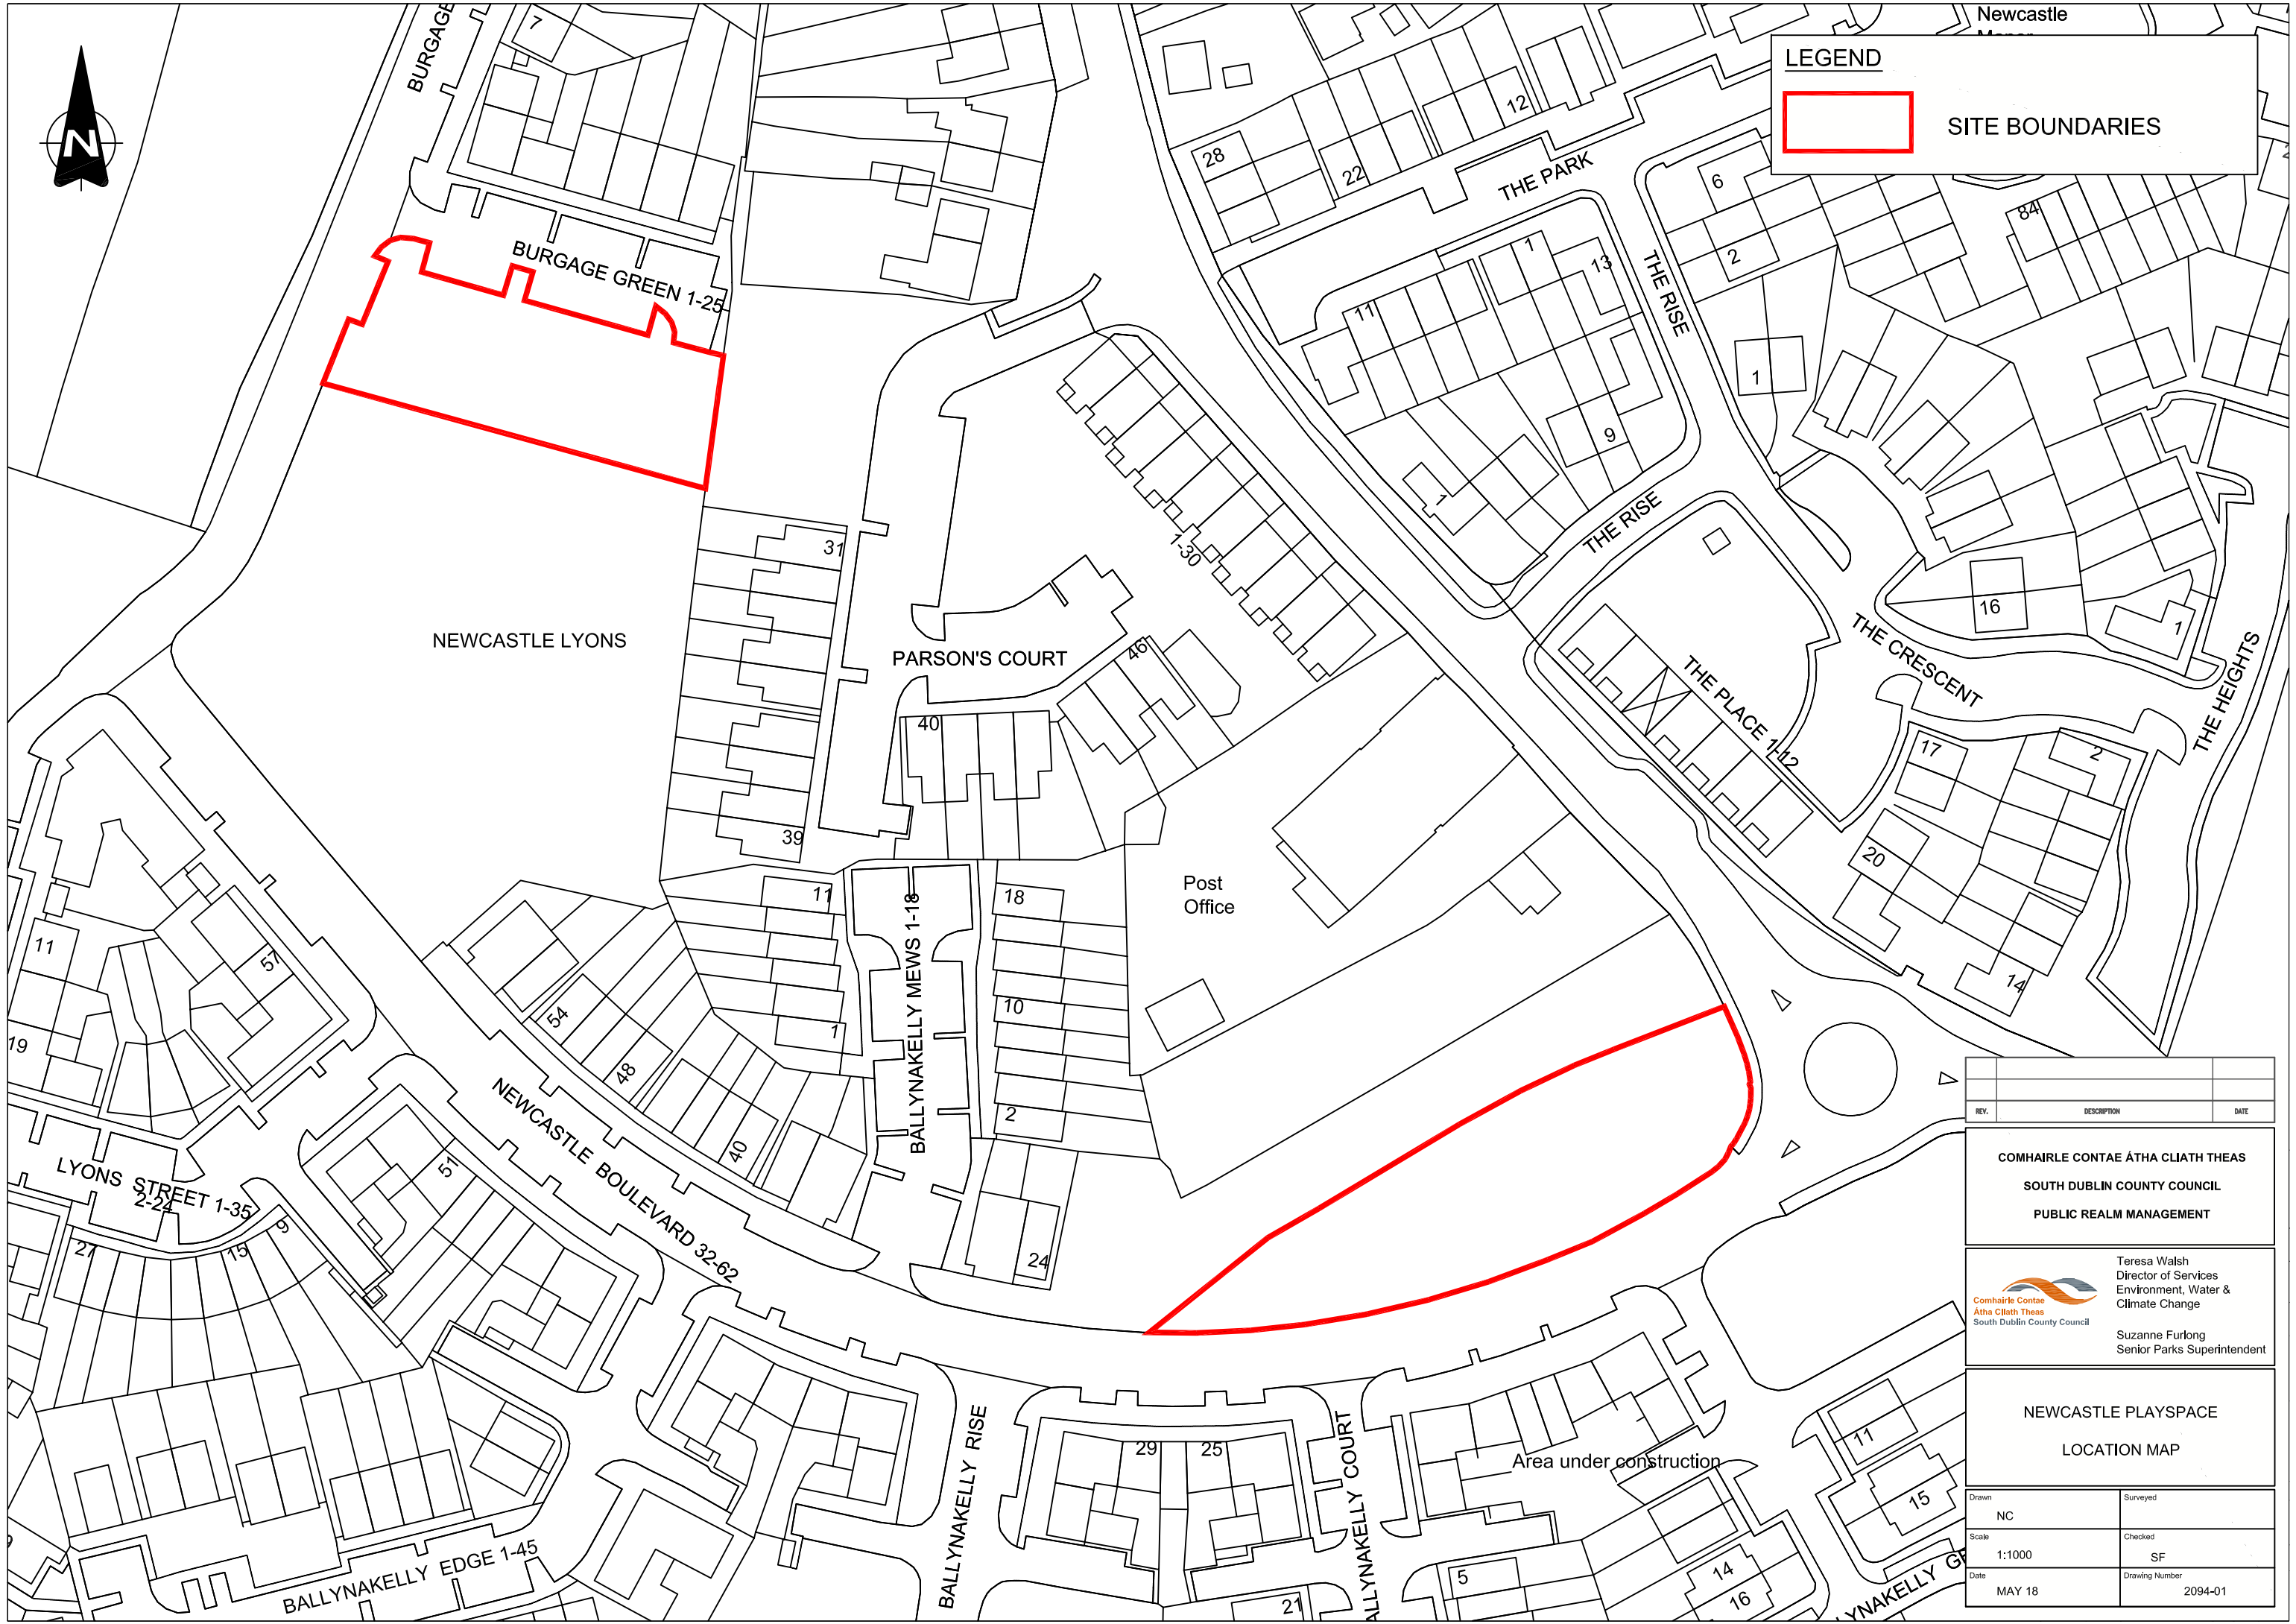 BURGAGE
7
Newcastle
Manor
LEGEND
SITE BOUNDARIES
N
12
28
22
THE PARK
6
84
2
BURGAGE GREEN 1-25
1
13
THE RISE
2
11
1
9
1
THE RISE
31
1-30
NEWCASTLE LYONS
PARSON'S COURT
46
16
1
THE CRESCENT
THE HEIGHTS
THE PLACE 1-12
40
17
2
39
20
Post
Office
11
18
BALLYNAKELLY MEWS 1-18
11
57
54
10
1
14
19
48
NEWCASTLE BOULEVARD 32-62
40
2
51
LYONS STREET 1-35
2-24
9
27
15
24
BALLYNAKELLY RISE
29
25
BALLYNAKELLY COURT
Area under construction
11
15
BALLYNAKELLY EDGE 1-45
5
14
16
21
9
REV.
DESCRIPTION
DATE
COMHAIRLE CONTAE ÁTHA CLIATH THEAS
SOUTH DUBLIN COUNTY COUNCIL
PUBLIC REALM MANAGEMENT
Comhairle Contae
Átha Cliath Theas
South Dublin County Council
Teresa Walsh
Director of Services
Environment, Water &
Climate Change
Suzanne Furlong
Senior Parks Superintendent
NEWCASTLE PLAYSPACE
LOCATION MAP
Drawn
NC
Surveyed
Scale
1:1000
Checked
SF
Date
MAY 18
Drawing Number
2094-01